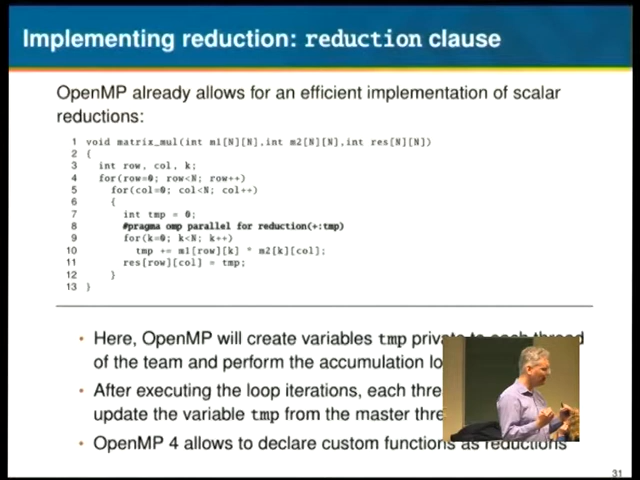 Implementing reduction: reduction clause
OpenMP already allows for an efficient implementation of scalar
reductions:
1 void matrix_mul(int m1[N][N],int m2[N][N],int res[N][N])
2 {
3 int row, col, k;
4 for(row=0; row<N; row++)
5 for(col=0; col<N; col++)
6 {
7 int tmp = 0;
8 #pragma omp parallel for reduction(+:tmp)
9 for(k=0; k<N; k++)
10 tmp += m1[row][k] * m2[k][col];
11 res[row][col] = tmp;
12 }
13 }
• Here, OpenMP will create variables tmp private to each thread
of the team and perform the accumulation
• After executing the loop iterations, each
update the variable tmp from the master
• OpenMP 4 allows to declare custom functions as reductions
31